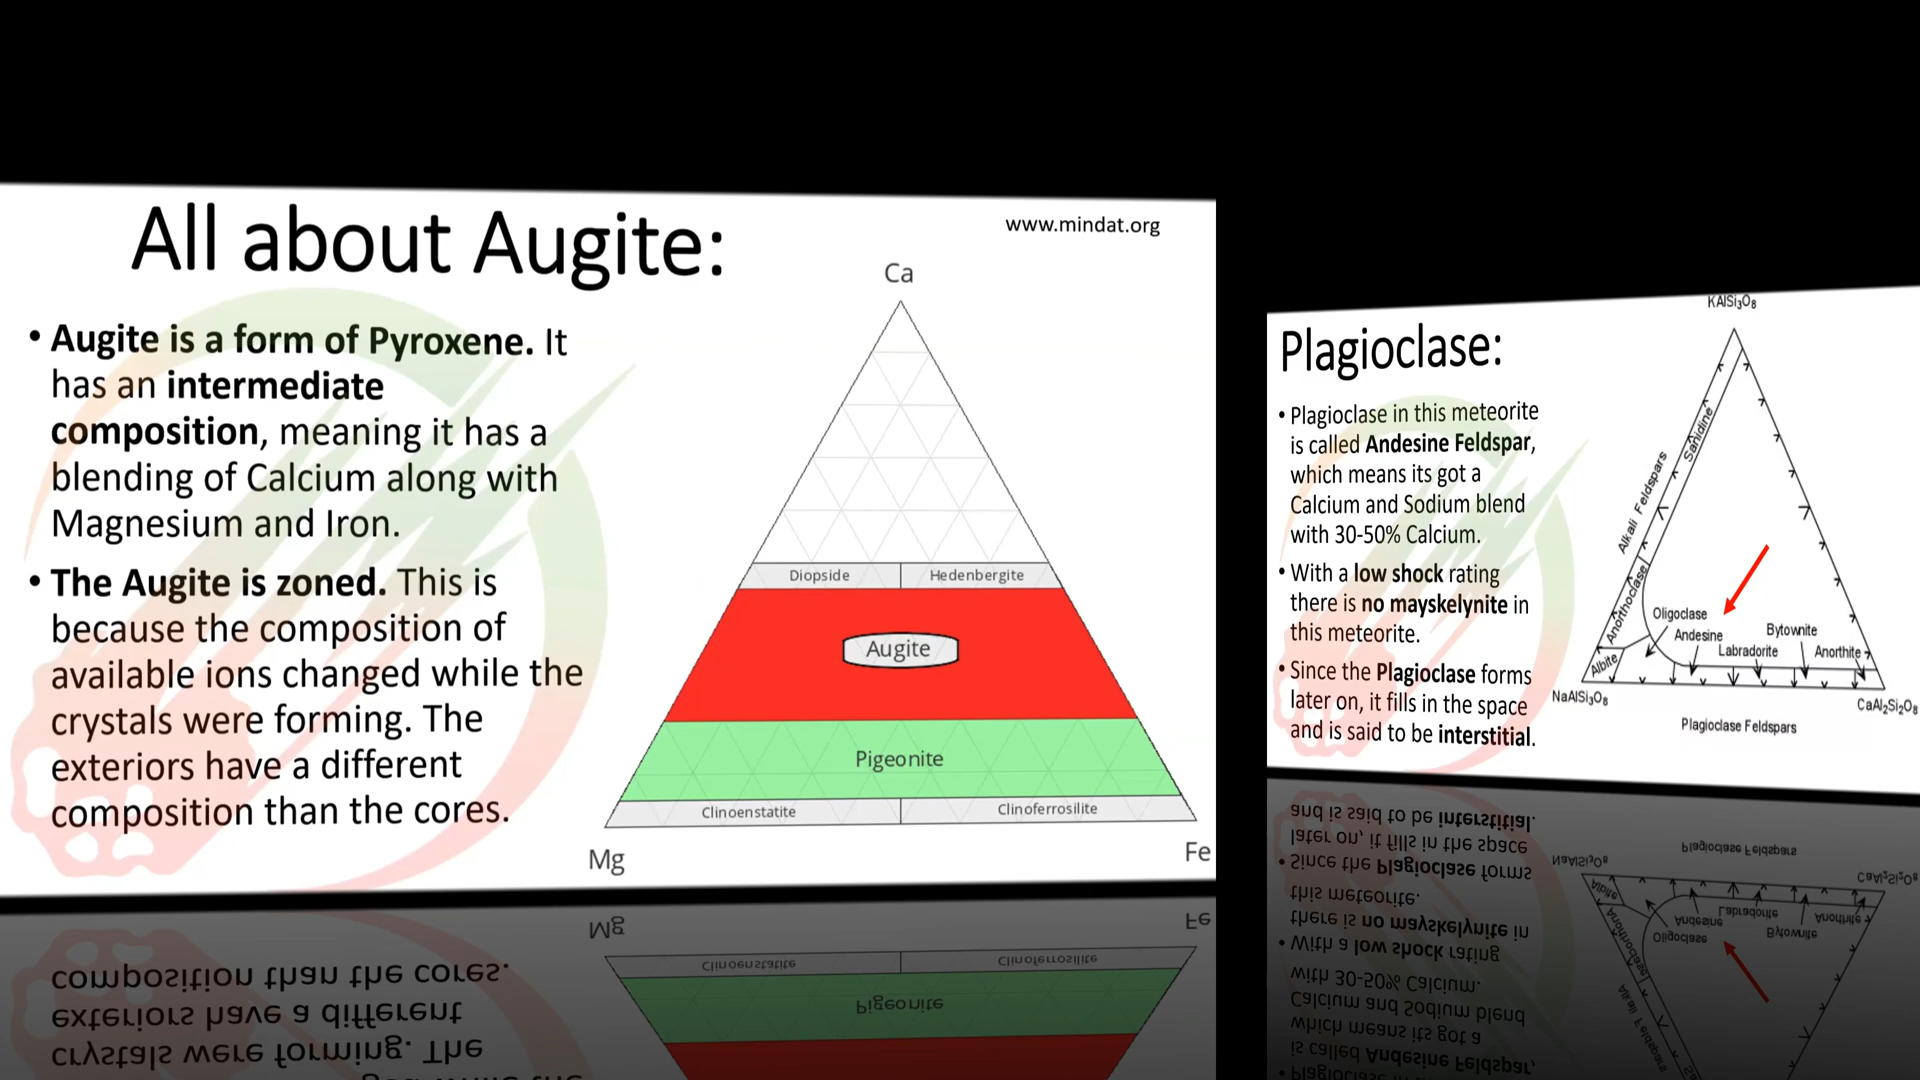 All about Augite:
www.mindat.org
• Augite is a form of Pyroxene. It
has an intermediate
composition, meaning it has a
blending of Calcium along with
Magnesium and Iron.
• The Augite is zoned. This is
because the composition of
available ions changed while the
crystals were forming. The
exteriors have a different
composition than the cores.
Ca
Diopside
Hedenbergite
Augite
Pigeonite
Clinoenstatite
Clinoferrosilite
Mg
Fe
Plagioclase:
• Plagioclase in this meteorite
is called Andesine Feldspar,
which means its got a
Calcium and Sodium blend
with 30-50% Calcium.
• With a low shock rating
there is no mayskelynite in
this meteorite.
• Since the Plagioclase forms
later on, it fills in the space
and is said to be interstitial.
KAlSi3O8
Sanidine
Alkali Feldspars
Anorthoclase
Oligoclase
Andesine
Bytownite
Labradorite
Anorthite
Albite
NaAlSi3O8
CaAl2Si2O8
Plagioclase Feldspars